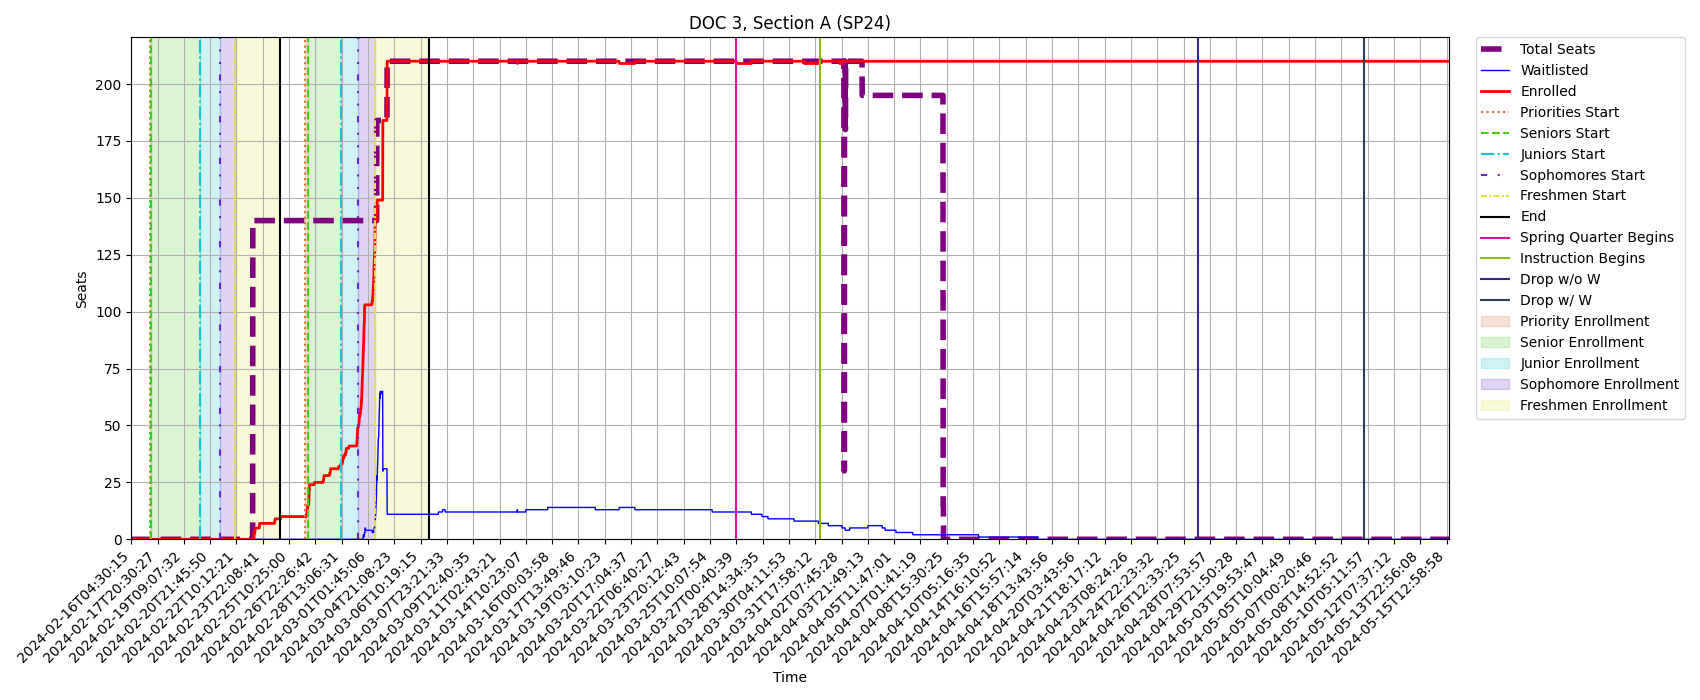 DOC 3, Section A (SP24)
Seats
200
175
150
125
100
75
50
25
0
2024-02-16T04:30:15
2024-02-17T20:30:27
2024-02-19T09:07:32
2024-02-20T21:45:50
2024-02-22T10:12:21
2024-02-23T22:08:41
2024-02-25T10:25:00
2024-02-26T22:26:42
2024-02-28T13:06:31
2024-03-01T01:45:06
2024-03-04T21:08:23
2024-03-06T10:19:15
2024-03-07T23:21:33
2024-03-09T12:40:35
2024-03-11T02:43:21
2024-03-14T10:23:07
2024-03-16T00:03:58
2024-03-17T13:49:46
2024-03-19T03:10:23
2024-03-20T17:04:37
2024-03-22T06:40:27
2024-03-23T20:12:43
2024-03-25T10:07:54
2024-03-27T00:40:39
2024-03-28T14:34:35
2024-03-30T04:11:53
2024-03-31T17:58:12
2024-04-02T07:45:28
2024-04-03T21:49:13
2024-04-05T11:47:01
2024-04-07T01:41:19
2024-04-08T15:30:25
2024-04-10T05:16:35
2024-04-14T16:10:52
2024-04-16T15:57:14
2024-04-18T13:43:56
2024-04-20T03:43:56
2024-04-21T18:17:12
2024-04-23T08:24:26
2024-04-24T22:23:32
2024-04-26T12:33:25
2024-04-28T07:53:57
2024-04-29T21:50:28
2024-05-03T19:53:47
2024-05-05T10:04:49
2024-05-07T00:20:46
2024-05-08T14:52:52
2024-05-10T05:11:57
2024-05-12T07:37:12
2024-05-13T22:56:08
2024-05-15T12:58:58
Time
Total Seats
Waitlisted
Enrolled
Priorities Start
Seniors Start
Juniors Start
Sophomores Start
Freshmen Start
End
Spring Quarter Begins
Instruction Begins
Drop w/o W
Drop w/ W
Priority Enrollment
Senior Enrollment
Junior Enrollment
Sophomore Enrollment
Freshmen Enrollment